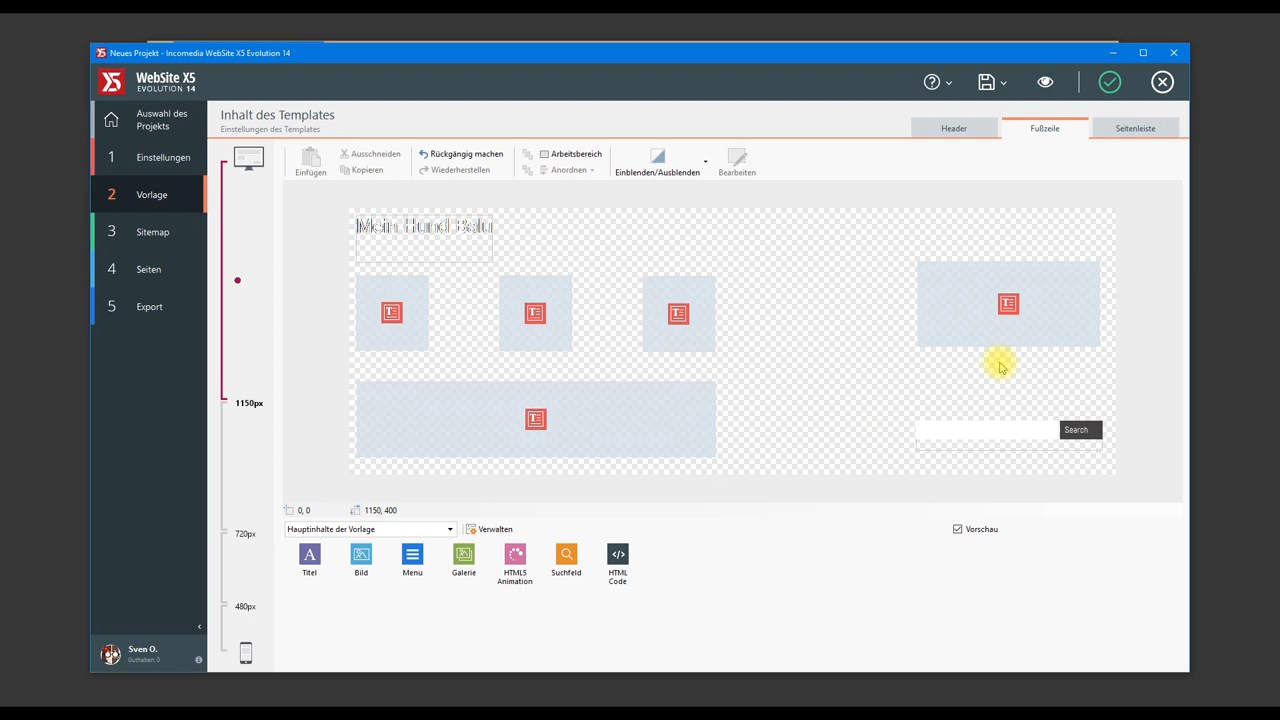 Neues Projekt - Incomedia WebSite X5 Evolution 14
WebSite X5
EVOLUTION 14
Auswahl des
Projekts
1 Einstellungen
2 Vorlage
3 Sitemap
4 Seiten
5 Export
Sven O.
Guthaben: 0
Inhalt des Templates
Einstellungen des Templates
Header
Fußzeile
Seitenleiste
Einfügen
Ausschneiden
Kopieren
Rückgängig machen
Wiederherstellen
Arbeitsbereich
Anordnen
Einblenden/Ausblenden
Bearbeiten
1150px
720px
480px
Mein Hund Balu
Search
0, 0
1150, 400
Hauptinhalte der Vorlage
Verwalten
Vorschau
Titel
Bild
Menu
Galerie
HTML5
Animation
Suchfeld
HTML
Code